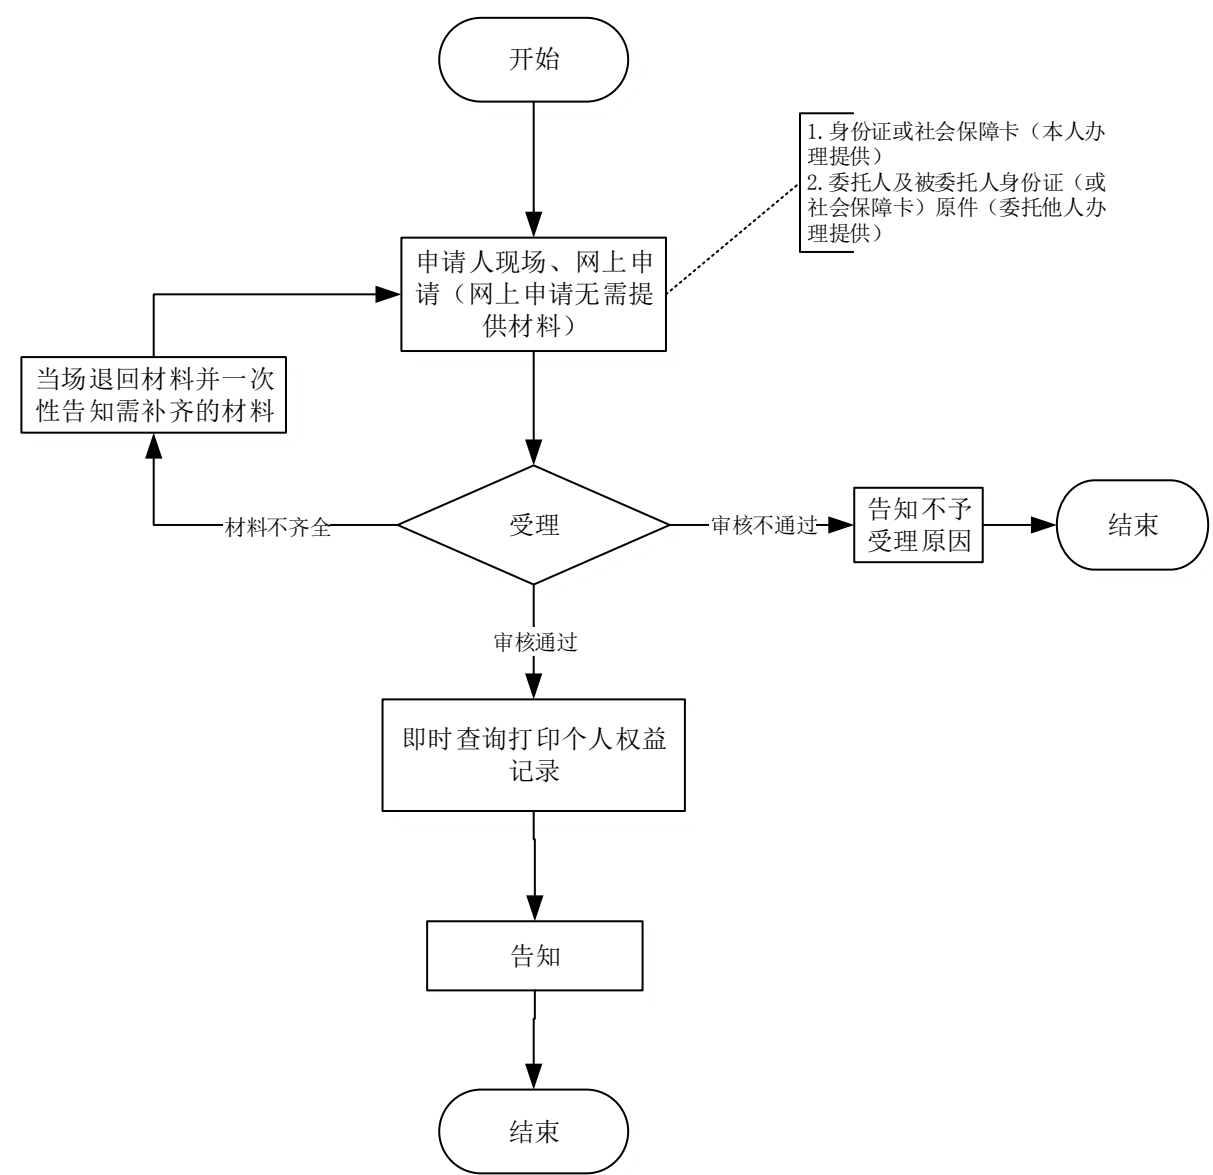 开始
1.身份证或社会保障卡（本人办
理提供）
2.委托人及被委托人身份证（或
社会保障卡）原件（委托他人办
理提供）
申请人现场、网上申
请（网上申请无需提
供材料）
当场退回材料并一次
性告知需补齐的材料
材料不齐全
受理
审核不通过
告知不予
受理原因
结束
审核通过
即时查询打印个人权益
记录
告知
结束